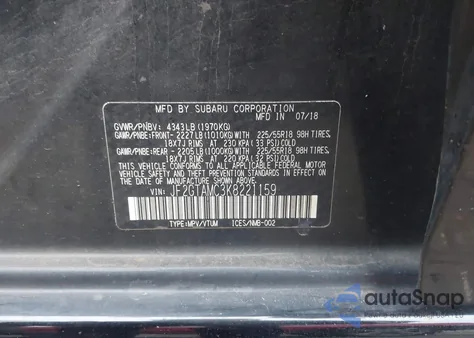 MFD BY SUBARU CORPORATION
MFD IN 07/18
GVWR/PNBV: 4343LB(1970KG)
GAWR/PNBE:FRONT- 2227LB(1010KG)WITH 225/55R18 98H TIRES,
18X7J RIMS AT 230 KPA (33 PSI)COLD
GAWR/PNBE:REAR - 2205LB(1000KG)WITH 225/55R18 98H TIRES,
18X7J RIMS AT 220 KPA (32 PSI)COLD
THIS VEHICLE CONFORMS TO ALL APPLICABLE FEDERAL MOTOR VEHICLE
SAFETY AND THEFT PREVENTION STANDARDS IN EFFECT ON THE
DATE OF MANUFACTURE SHOWN ABOVE.
VIN: JF2GTAMC3K8221159
TYPE:MPV/VTUM ICES/NMB-002
autoSnap